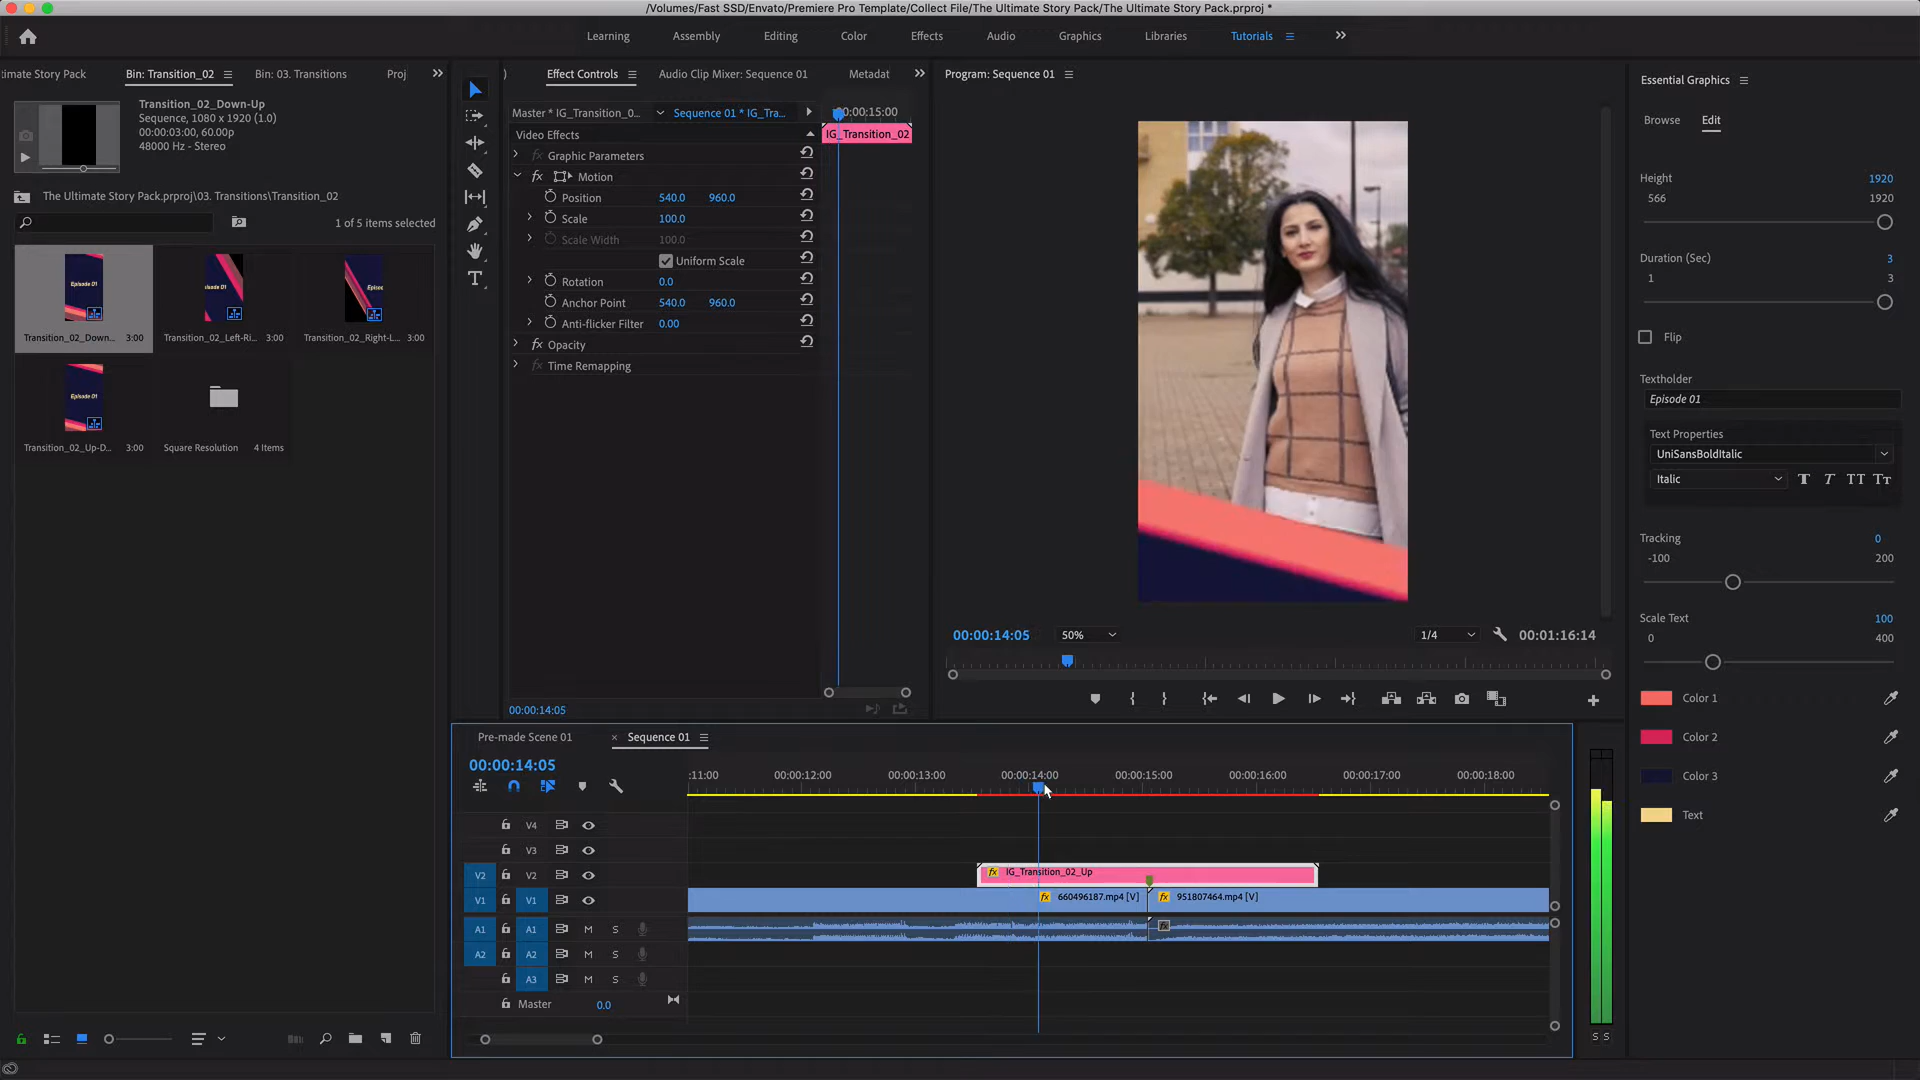 /Volumes/Fast SSD/Envato/Premiere Pro Template/Collect File/The Ultimate Story Pack/The Ultimate Story Pack.prproj *
Learning
Assembly
Editing
Color
Effects
Audio
Graphics
Libraries
Tutorials
timate Story Pack
Bin: Transition_02
Bin: 03. Transitions
Proj
Transition_02_Down-Up
Sequence, 1080 x 1920 (1.0)
00:00:03:00, 60.00p
48000 Hz - Stereo
The Ultimate Story Pack.prproj\03. Transitions\Transition_02
1 of 5 items selected
Episode 01
Transition_02_Down... 3:00
Transition_02_Left-Ri... 3:00
Transition_02_Right-L... 3:00
Episode 01
Transition_02_Up-D... 3:00
Square Resolution 4 Items
Effect Controls
Audio Clip Mixer: Sequence 01
Metadat
Master * IG_Transition_0...
Sequence 01 * IG_Tra...
00:00:15:00
Video Effects
IG_Transition_02
fx Graphic Parameters
fx Motion
Position 540.0 960.0
Scale 100.0
Scale Width 100.0
Uniform Scale
Rotation 0.0
Anchor Point 540.0 960.0
Anti-flicker Filter 0.00
fx Opacity
fx Time Remapping
00:00:14:05
Program: Sequence 01
00:00:14:05
50%
1/4
00:01:16:14
Essential Graphics
Browse
Edit
Height 1920
566 1920
Duration (Sec) 3
1 3
Flip
Textholder
Episode 01
Text Properties
UniSansBoldItalic
Italic
T T TT Tт
Tracking 0
-100 200
Scale Text 100
0 400
Color 1
Color 2
Color 3
Text
Pre-made Scene 01
× Sequence 01
00:00:14:05
:11:00
00:00:12:00
00:00:13:00
00:00:14:00
00:00:15:00
00:00:16:00
00:00:17:00
00:00:18:00
V4
V3
V2 V2
fx IG_Transition_02_Up
V1 V1
fx 660496187.mp4 [V]
fx 951807464.mp4 [V]
A1 A1 M S
A2 A2 M S
A3 M S
Master 0.0
S S